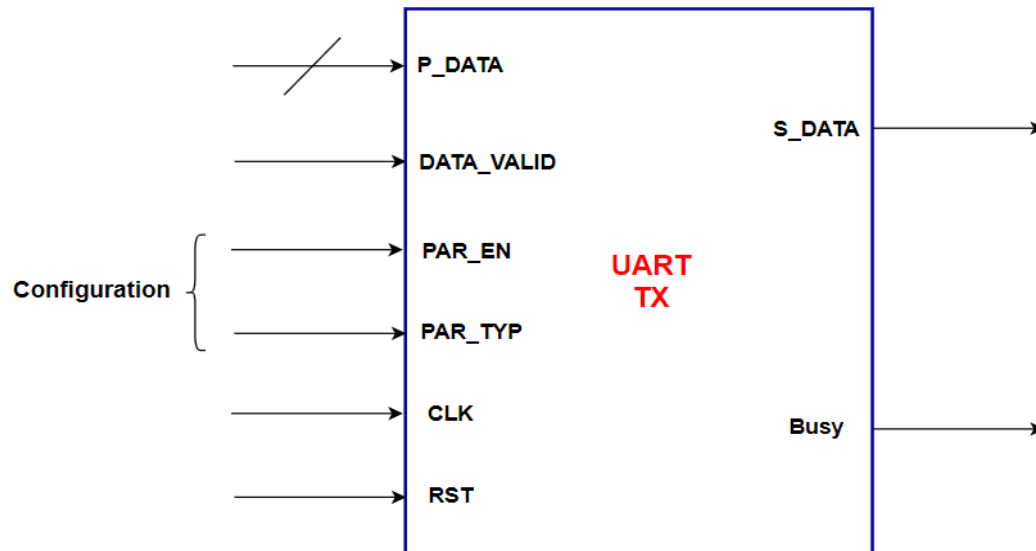 P_DATA
S_DATA
DATA_VALID
PAR_EN
UART
TX
Configuration
PAR_TYP
CLK
Busy
RST